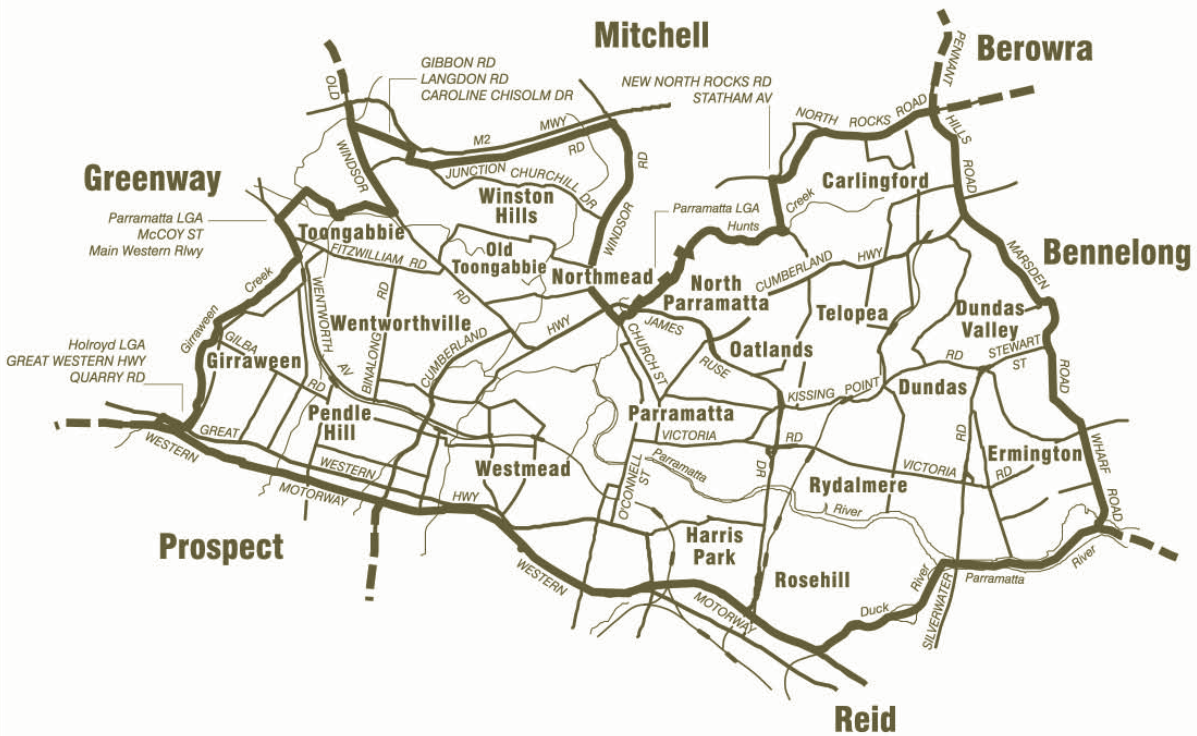 Mitchell
Berowra
GIBBON RD
LANGDON RD
CAROLINE CHISOLM DR
NEW NORTH ROCKS RD
STATHAM AV
OLD
WINDSOR
RD
PENNANT
HILLS
ROAD
NORTH ROCKS ROAD
M2 MWY
JUNCTION RD
CHURCHILL DR
WINDSOR RD
Greenway
Winston
Hills
Carlingford
Parramatta LGA
McCOY ST
Main Western Rlwy
Parramatta LGA
Hunts
Creek
Toongabbie
FITZWILLIAM RD
Old
Toongabbie
Northmead
North
Parramatta
CUMBERLAND HWY
MARSDEN
ROAD
Bennelong
Girraween Creek
WENTWORTH
AV
BINALONG RD
Wentworthville
CUMBERLAND HWY
JAMES
RUSE
DR
CHURCH ST
Telopea
Dundas
Valley
Oatlands
Holroyd LGA
GREAT WESTERN HWY
QUARRY RD
GILBA
RD
Girraween
KISSING POINT RD
STEWART
ST
Dundas
Pendle
Hill
Parramatta
VICTORIA RD
GREAT
WESTERN
HWY
WESTERN
MOTORWAY
Westmead
O'CONNELL
ST
Parramatta
River
Rydalmere
VICTORIA
RD
Ermington
WHARF
ROAD
Prospect
Harris
Park
Rosehill
WESTERN
MOTORWAY
Duck
River
SILVERWATER
RD
Parramatta
River
Reid